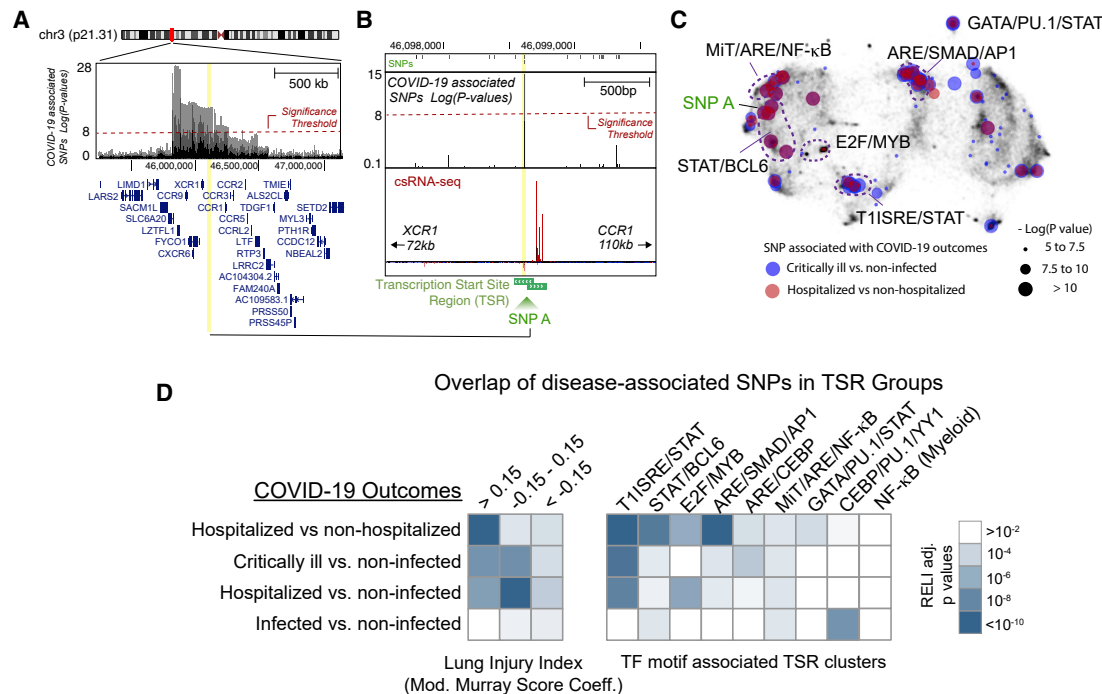 A
chr3 (p21.31)
28
8
0
COVID-19 associated
SNPs Log(P-values)
500 kb
Significance
Threshold
46,000,000
46,500,000
47,000,000
LIMD1
XCR1
CCR2
TMIE
LARS2
CCR9
CCR3
ALS2CL
SACM1L
CCR1
TDGF1
SETD2
SLC6A20
CCR5
MYL3
LZTFL1
CCRL2
PTH1R
FYCO1
LTF
CCDC12
CXCR6
RTP3
NBEAL2
LRRC2
AC104304.2
FAM240A
AC109583.1
PRSS50
PRSS45P
B
46,098,000
46,099,000
SNPs
15
COVID-19 associated
SNPs Log(P-values)
500bp
8
Significance
Threshold
0.1
csRNA-seq
XCR1
72kb
CCR1
110kb
Transcription Start Site
Region (TSR)
SNP A
C
GATA/PU.1/STAT
MiT/ARE/NF-κB
ARE/SMAD/AP1
SNP A
E2F/MYB
STAT/BCL6
T1ISRE/STAT
SNP associated with COVID-19 outcomes
Critically ill vs. non-infected
Hospitalized vs non-hospitalized
- Log(P value)
5 to 7.5
7.5 to 10
> 10
D
Overlap of disease-associated SNPs in TSR Groups
COVID-19 Outcomes
> 0.15
-0.15 - 0.15
< -0.15
T1ISRE/STAT
STAT/BCL6
E2F/MYB
ARE/SMAD/AP1
ARE/CEBP
MiT/ARE/NF-κB
GATA/PU.1/STAT
CEBP/PU.1/YY1
NF-κB (Myeloid)
Hospitalized vs non-hospitalized
Critically ill vs. non-infected
Hospitalized vs. non-infected
Infected vs. non-infected
Lung Injury Index
(Mod. Murray Score Coeff.)
TF motif associated TSR clusters
RELI adj.
p values
>10⁻²
10⁻⁴
10⁻⁶
10⁻⁸
<10⁻¹⁰